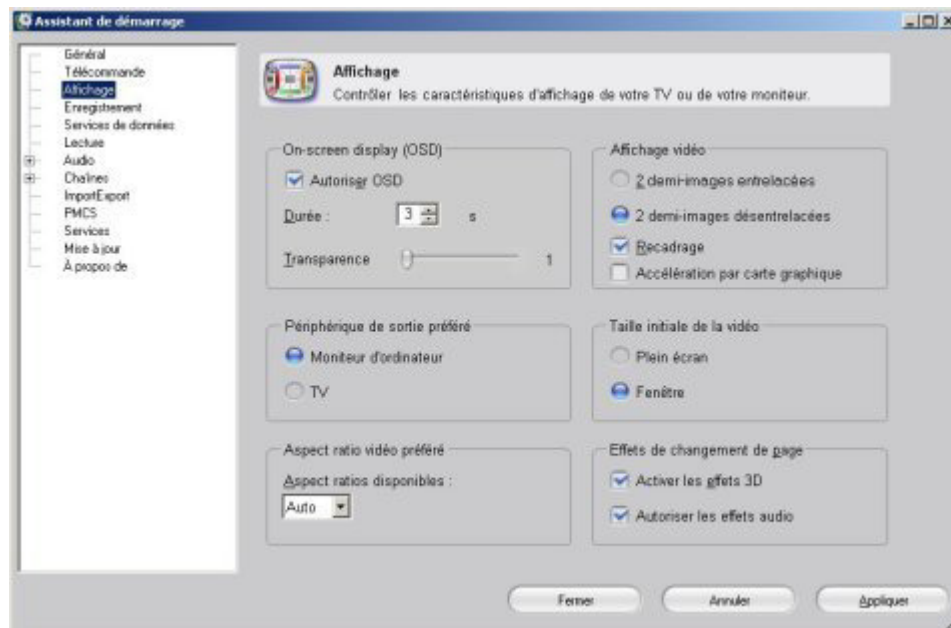 Assistant de démarrage
Général
Télécommande
Affichage
Enregistrement
Services de données
Lecture
Audio
Chaînes
ImportExport
PMCS
Services
Mise à jour
À propos de
Affichage
Contrôler les caractéristiques d'affichage de votre TV ou de votre moniteur.
On-screen display (OSD)
Autoriser OSD
Durée : 3 s
Transparence 1
Affichage vidéo
2 demi-images entrelacées
2 demi-images désentrelacées
Recadrage
Accélération par carte graphique
Périphérique de sortie préféré
Moniteur d'ordinateur
TV
Taille initiale de la vidéo
Plein écran
Fenêtre
Aspect ratio vidéo préféré
Aspect ratios disponibles :
Auto
Effets de changement de page
Activer les effets 3D
Autoriser les effets audio
Fermer Annuler Appliquer